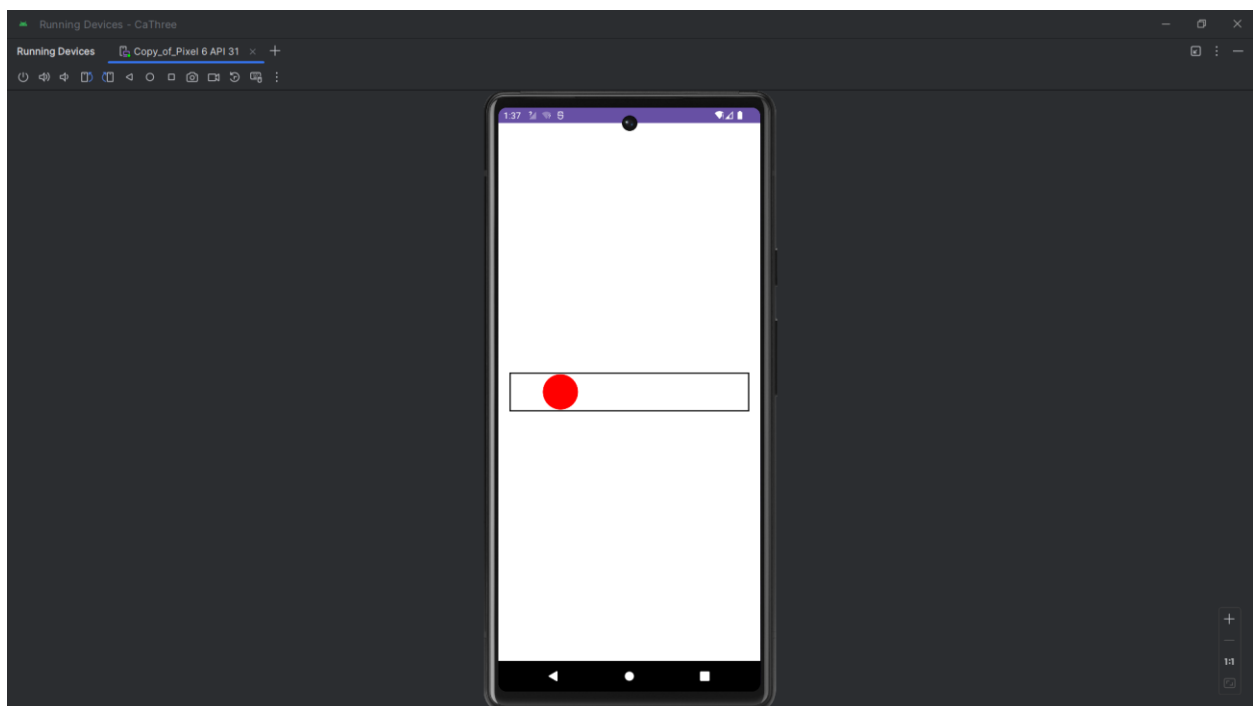 Running Devices - CaThree
Running Devices
Copy_of_Pixel 6 API 31
1:37
1:1